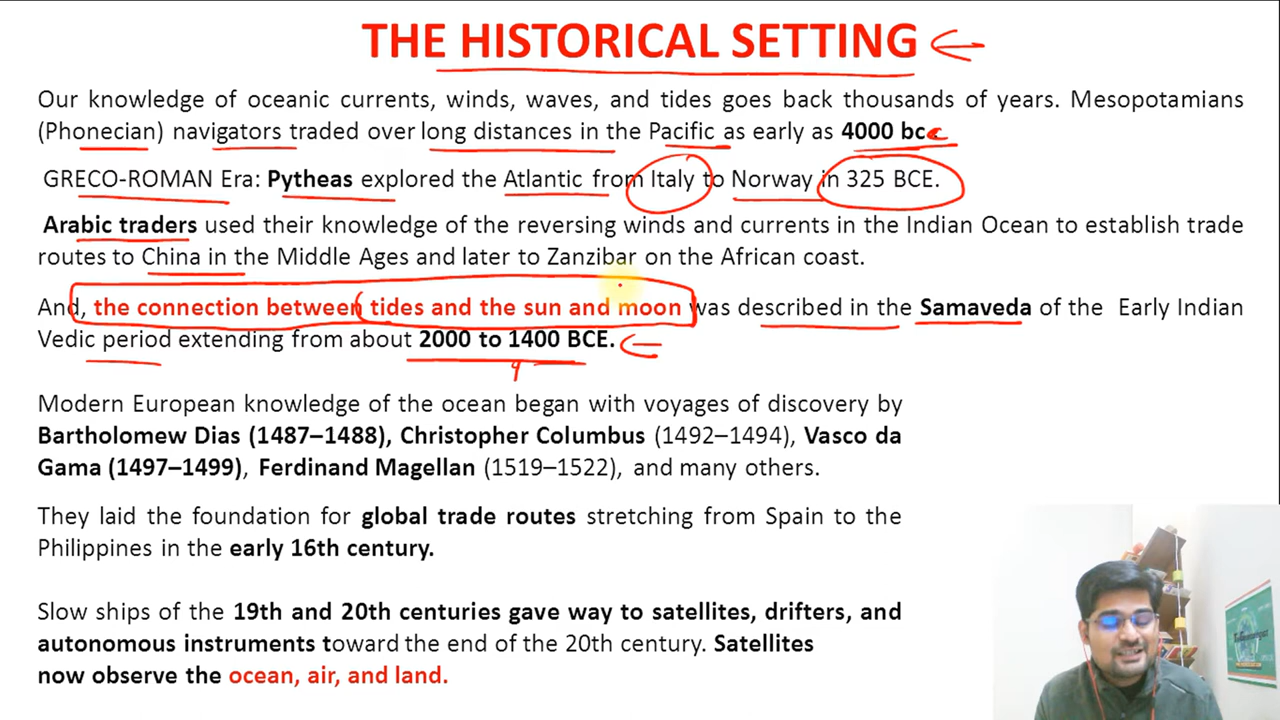 THE HISTORICAL SETTING
Our knowledge of oceanic currents, winds, waves, and tides goes back thousands of years. Mesopotamians
(Phonecian) navigators traded over long distances in the Pacific as early as 4000 bce
GRECO-ROMAN Era: Pytheas explored the Atlantic from Italy to Norway in 325 BCE.
Arabic traders used their knowledge of the reversing winds and currents in the Indian Ocean to establish trade
routes to China in the Middle Ages and later to Zanzibar on the African coast.
And, the connection between tides and the sun and moon was described in the Samaveda of the Early Indian
Vedic period extending from about 2000 to 1400 BCE.
Modern European knowledge of the ocean began with voyages of discovery by
Bartholomew Dias (1487–1488), Christopher Columbus (1492–1494), Vasco da
Gama (1497–1499), Ferdinand Magellan (1519–1522), and many others.
They laid the foundation for global trade routes stretching from Spain to the
Philippines in the early 16th century.
Slow ships of the 19th and 20th centuries gave way to satellites, drifters, and
autonomous instruments toward the end of the 20th century. Satellites
now observe the ocean, air, and land.